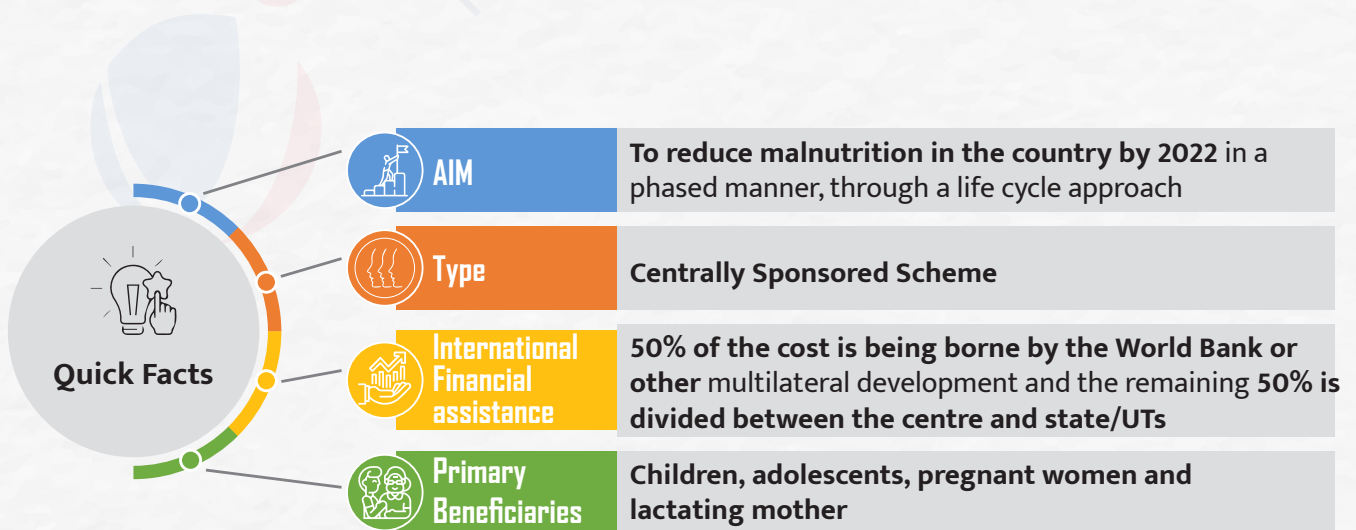 Quick Facts
AIM
To reduce malnutrition in the country by 2022 in a
phased manner, through a life cycle approach
Type
Centrally Sponsored Scheme
International
Financial
assistance
50% of the cost is being borne by the World Bank or
other multilateral development and the remaining 50% is
divided between the centre and state/UTs
Primary
Beneficiaries
Children, adolescents, pregnant women and
lactating mother